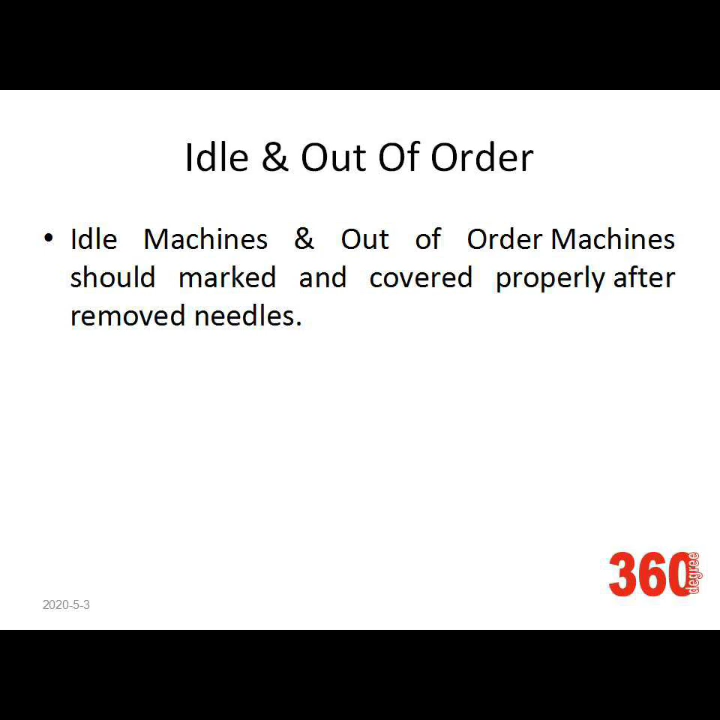 Idle & Out Of Order
• Idle Machines & Out of Order Machines
should marked and covered properly after
removed needles.
360
degree
2020-5-3